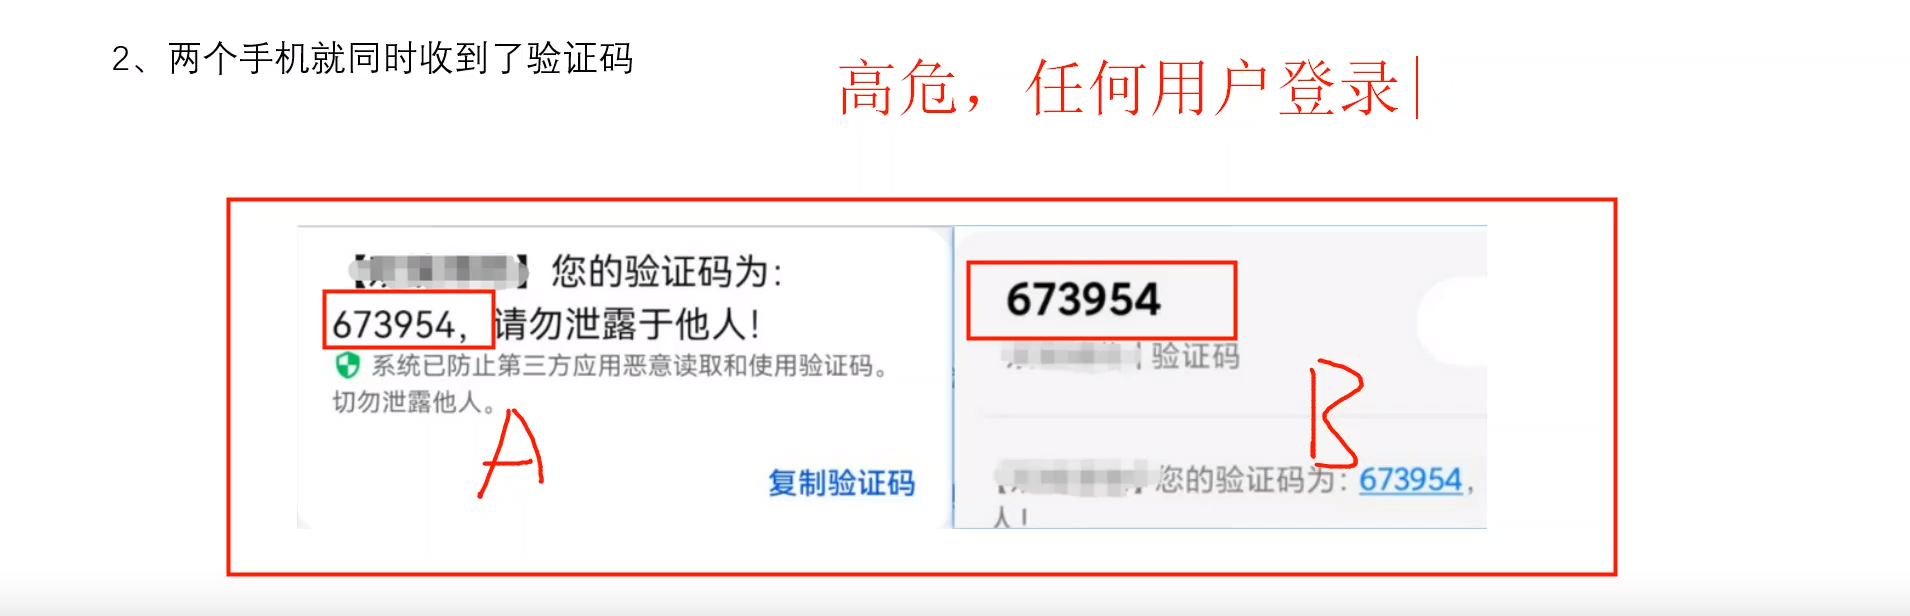 2、两个手机就同时收到了验证码
高危，任何用户登录
【】 您的验证码为：
673954，请勿泄露于他人！
系统已防止第三方应用恶意读取和使用验证码。
切勿泄露他人。
A
复制验证码
673954
验证码
B
【】您的验证码为：673954，
人！